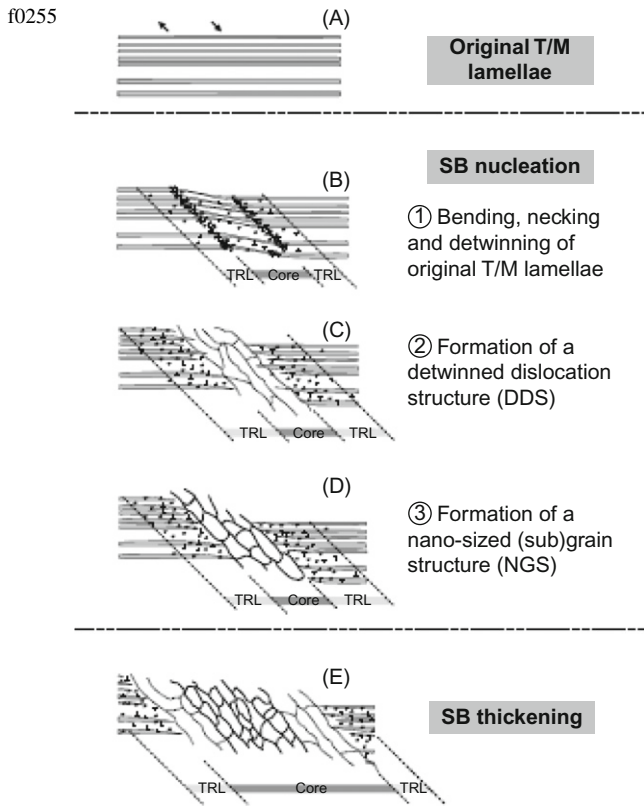 f0255
(A)
Original T/M
lamellae
SB nucleation
(B)
① Bending, necking
and detwinning of
original T/M lamellae
TRL Core TRL
(C)
② Formation of a
detwinned dislocation
structure (DDS)
TRL Core TRL
(D)
③ Formation of a
nano-sized (sub)grain
structure (NGS)
TRL Core TRL
(E)
SB thickening
TRL Core TRL